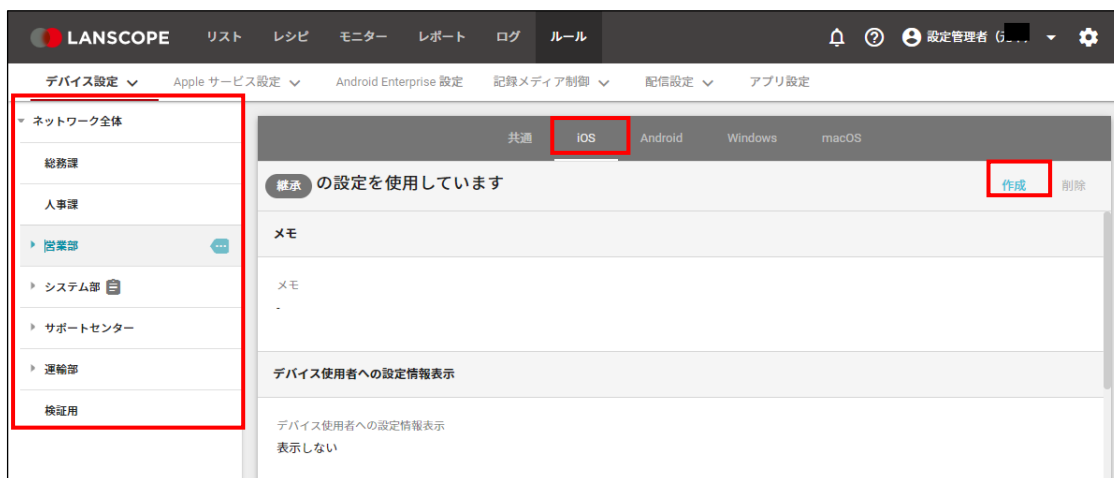 LANSCOPE リスト レシピ モニター レポート ログ ルール 設定管理者
デバイス設定 Apple サービス設定 Android Enterprise 設定 記録メディア制御 配信設定 アプリ設定
ネットワーク全体
総務課
人事課
営業部
システム部
サポートセンター
運輸部
検証用
共通 iOS Android Windows macOS
継承 の設定を使用しています 作成 削除
メモ
メモ
-
デバイス使用者への設定情報表示
デバイス使用者への設定情報表示
表示しない